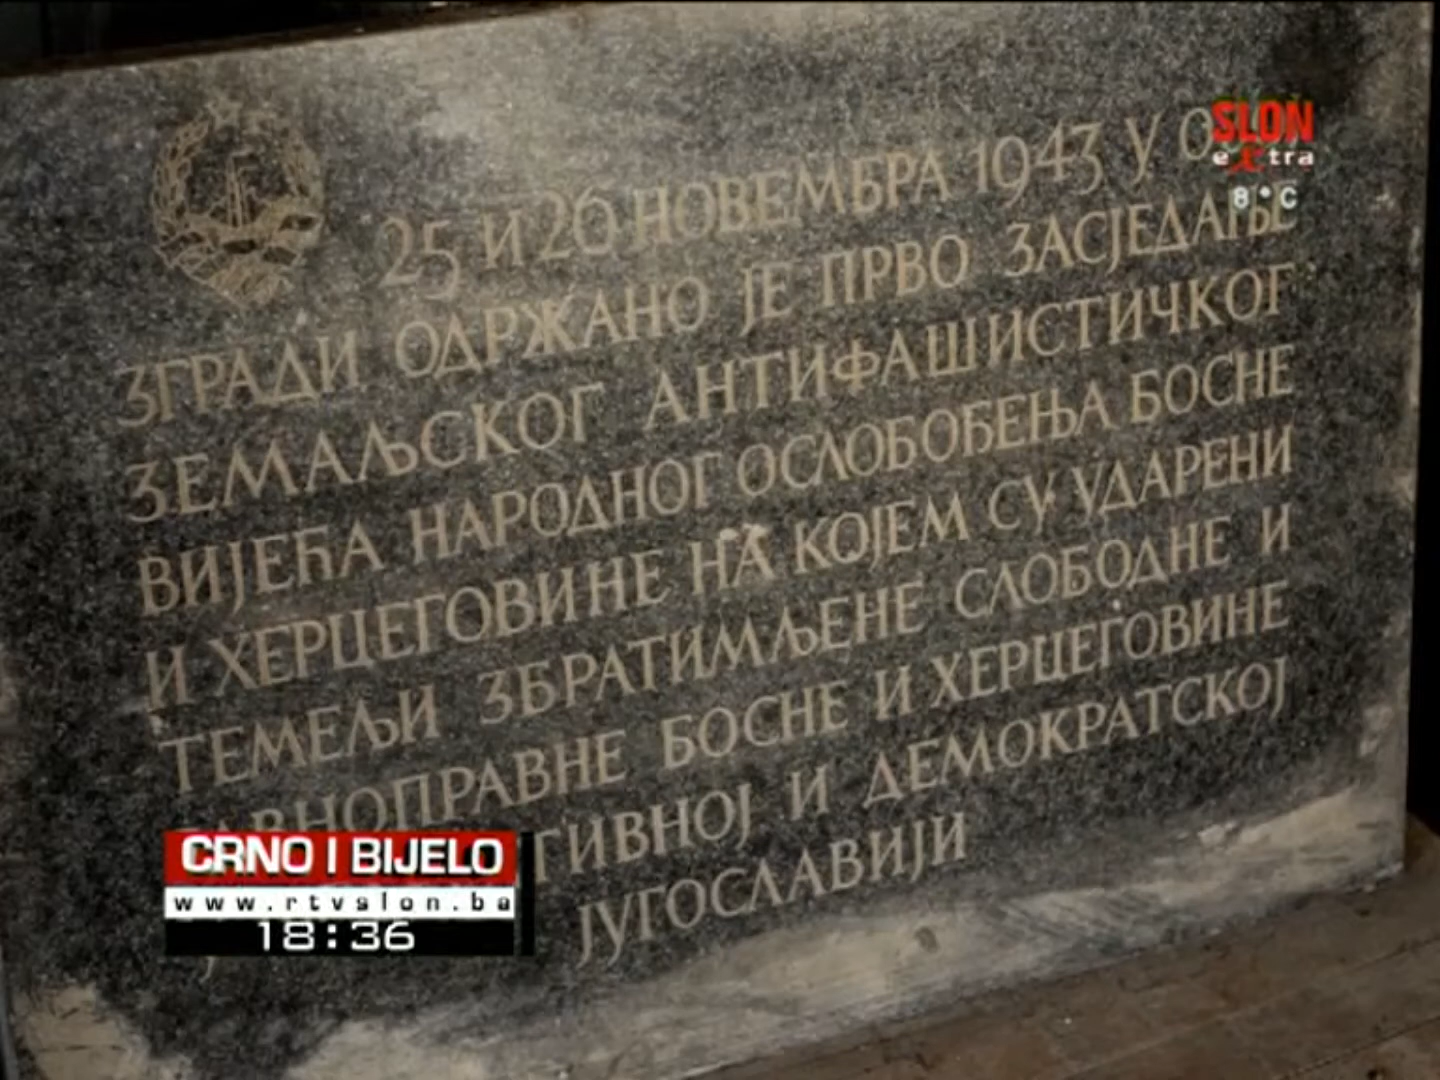 SLON
extra
8°C
25 И 26 НОВЕМБРА 1943 У
ЗГРАДИ ОДРЖАНО ЈЕ ПРВО ЗАСЈЕДАЊЕ
ЗЕМАЉСКОГ АНТИФАШИСТИЧКОГ
ВИЈЕЋА НАРОДНОГ ОСЛОБОЂЕЊА БОСНЕ
И ХЕРЦЕГОВИНЕ НА КОЈЕМ СУ УДАРЕНИ
ТЕМЕЉИ ЗБРАТИМЉЕНЕ СЛОБОДНЕ И
БОСНЕ И ХЕРЦЕГОВИНЕ
И ДЕМОКРАТСКОЈ
ЈУГОСЛАВИЈИ
CRNO I BIJELO
www.rtvslon.ba
18:36